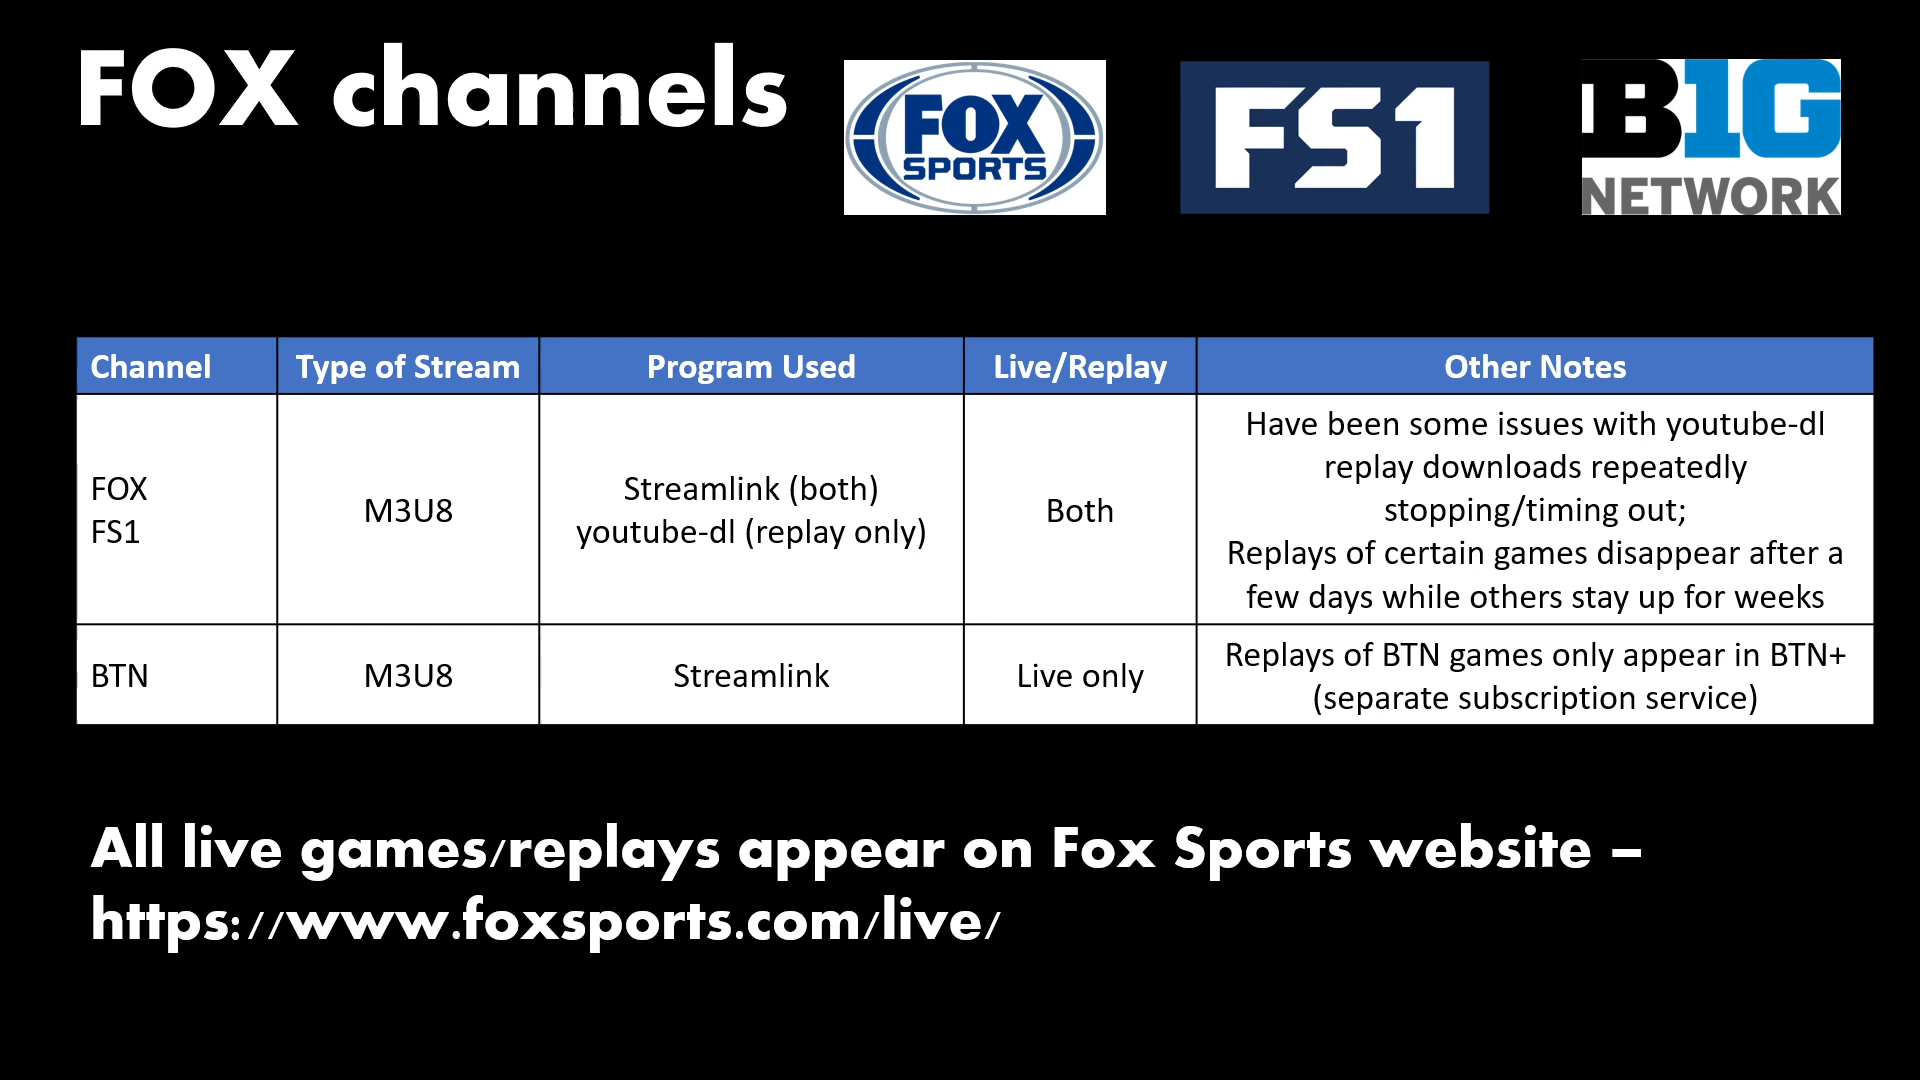 FOX channels
FOX
SPORTS
FS1
B1G
NETWORK
Channel
Type of Stream
Program Used
Live/Replay
Other Notes
FOX
FS1
M3U8
Streamlink (both)
youtube-dl (replay only)
Both
Have been some issues with youtube-dl
replay downloads repeatedly
stopping/timing out;
Replays of certain games disappear after a
few days while others stay up for weeks
BTN
M3U8
Streamlink
Live only
Replays of BTN games only appear in BTN+
(separate subscription service)
All live games/replays appear on Fox Sports website –
https://www.foxsports.com/live/